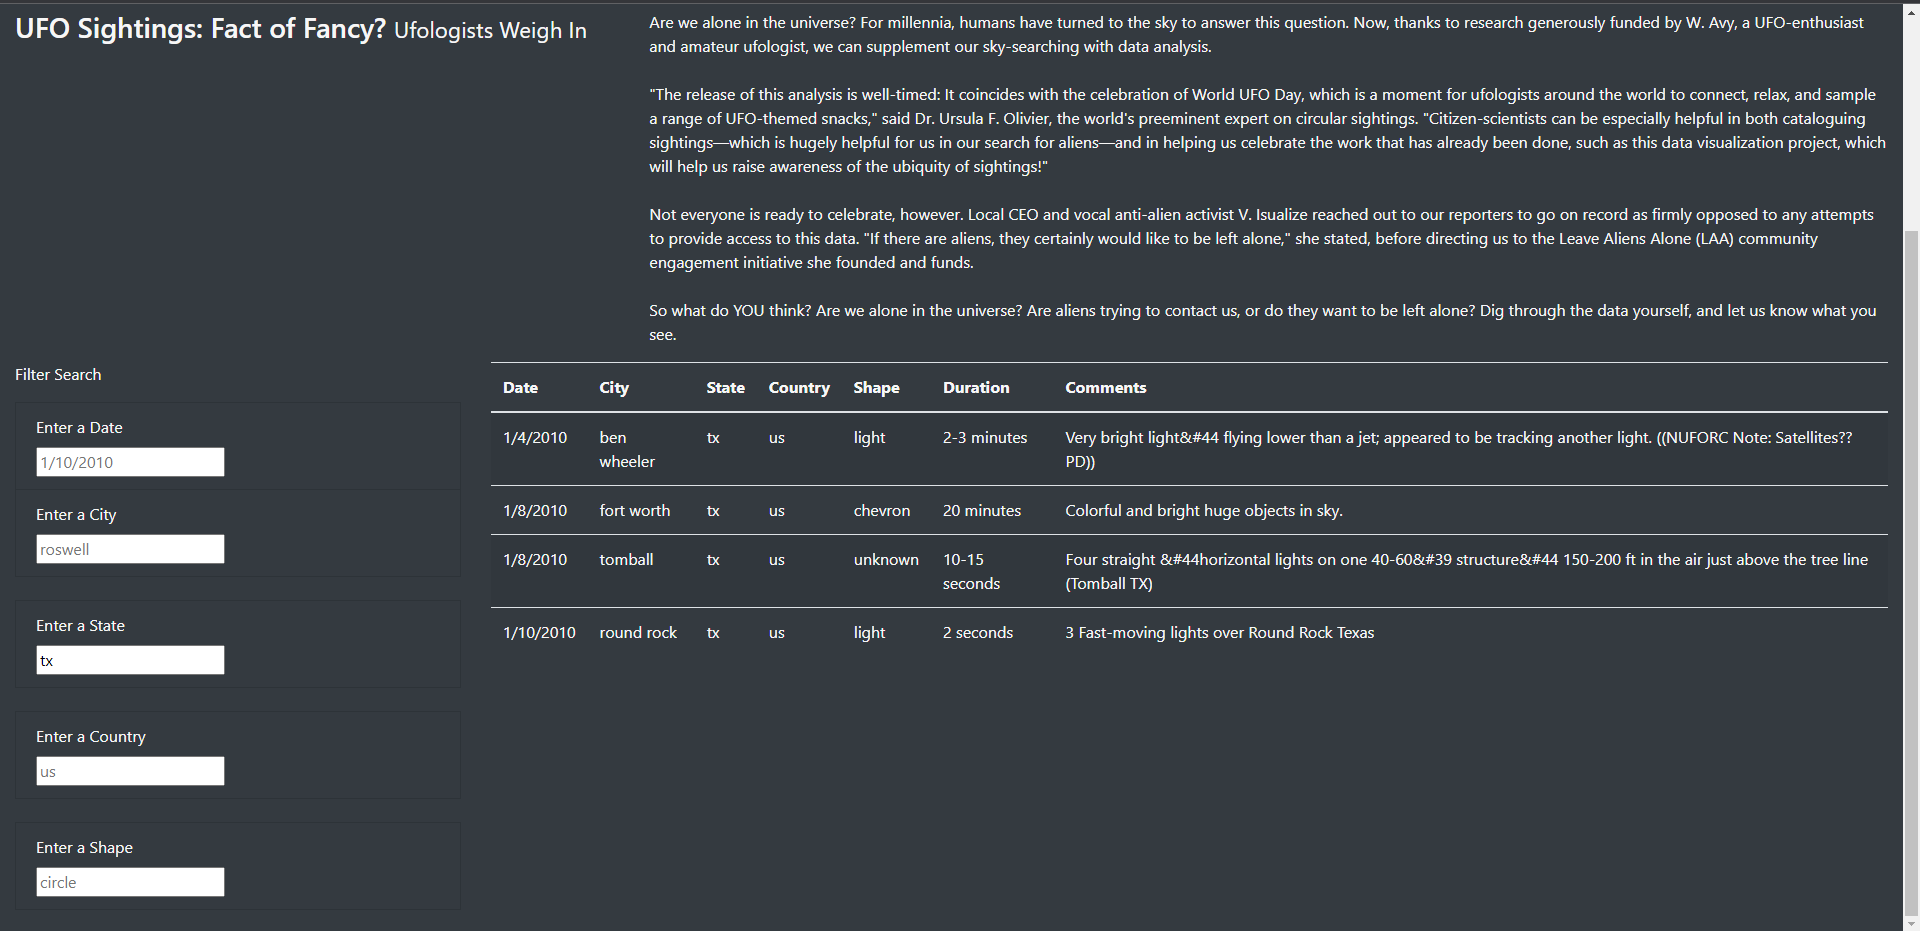 UFO Sightings: Fact of Fancy? Ufologists Weigh In
Are we alone in the universe? For millennia, humans have turned to the sky to answer this question. Now, thanks to research generously funded by W. Avy, a UFO-enthusiast
and amateur ufologist, we can supplement our sky-searching with data analysis.
"The release of this analysis is well-timed: It coincides with the celebration of World UFO Day, which is a moment for ufologists around the world to connect, relax, and sample
a range of UFO-themed snacks," said Dr. Ursula F. Olivier, the world's preeminent expert on circular sightings. "Citizen-scientists can be especially helpful in both cataloguing
sightings—which is hugely helpful for us in our search for aliens—and in helping us celebrate the work that has already been done, such as this data visualization project, which
will help us raise awareness of the ubiquity of sightings!"
Not everyone is ready to celebrate, however. Local CEO and vocal anti-alien activist V. Isualize reached out to our reporters to go on record as firmly opposed to any attempts
to provide access to this data. "If there are aliens, they certainly would like to be left alone," she stated, before directing us to the Leave Aliens Alone (LAA) community
engagement initiative she founded and funds.
So what do YOU think? Are we alone in the universe? Are aliens trying to contact us, or do they want to be left alone? Dig through the data yourself, and let us know what you
see.
Filter Search
Enter a Date
1/10/2010
Enter a City
roswell
Enter a State
tx
Enter a Country
us
Enter a Shape
circle
Date City State Country Shape Duration Comments
1/4/2010 ben tx us light 2-3 minutes Very bright light&#44 flying lower than a jet; appeared to be tracking another light. ((NUFORC Note: Satellites??
wheeler PD))
1/8/2010 fort worth tx us chevron 20 minutes Colorful and bright huge objects in sky.
1/8/2010 tomball tx us unknown 10-15 Four straight &#44horizontal lights on one 40-60&#39 structure&#44 150-200 ft in the air just above the tree line
seconds (Tomball TX)
1/10/2010 round rock tx us light 2 seconds 3 Fast-moving lights over Round Rock Texas